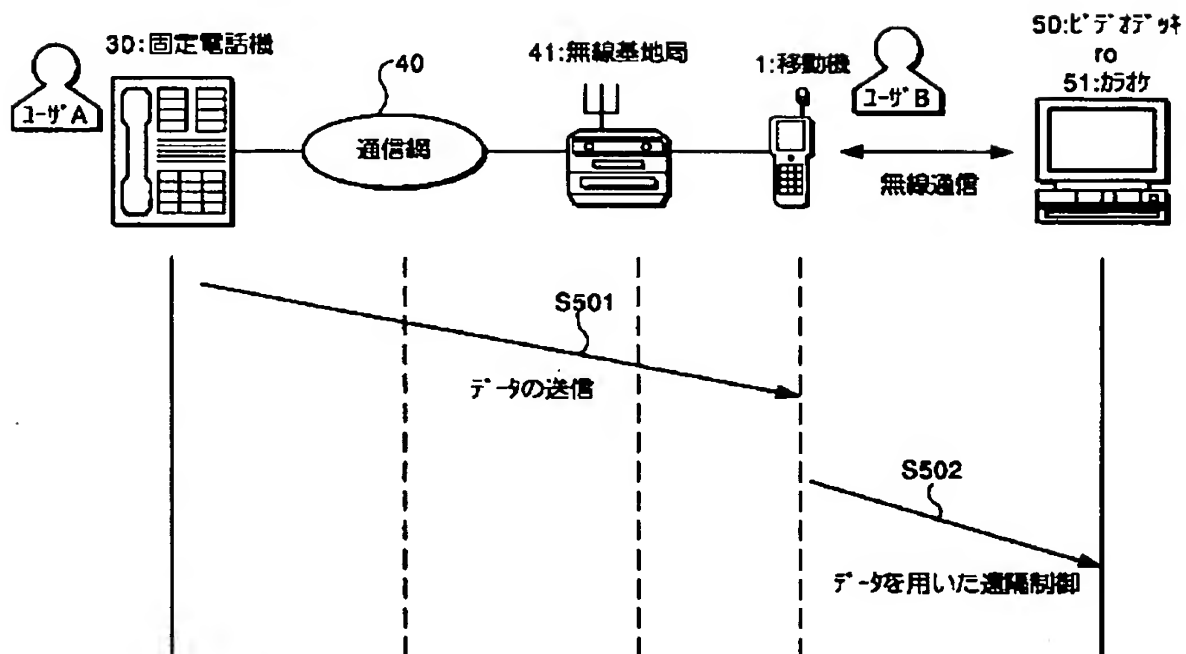 ユーザA
30:固定電話機
40
通信網
41:無線基地局
1:移動機
ユーザB
無線通信
50:ビデオデッキ
ro
51:カラオケ
S501
データの送信
S502
データを用いた遠隔制御